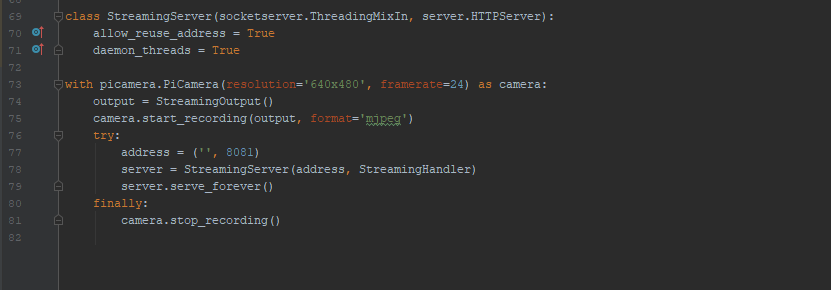 69 class StreamingServer(socketserver.ThreadingMixIn, server.HTTPServer):
70 allow_reuse_address = True
71 daemon_threads = True
72
73 with picamera.PiCamera(resolution='640x480', framerate=24) as camera:
74 output = StreamingOutput()
75 camera.start_recording(output, format='mjpeg')
76 try:
77 address = ('', 8081)
78 server = StreamingServer(address, StreamingHandler)
79 server.serve_forever()
80 finally:
81 camera.stop_recording()
82